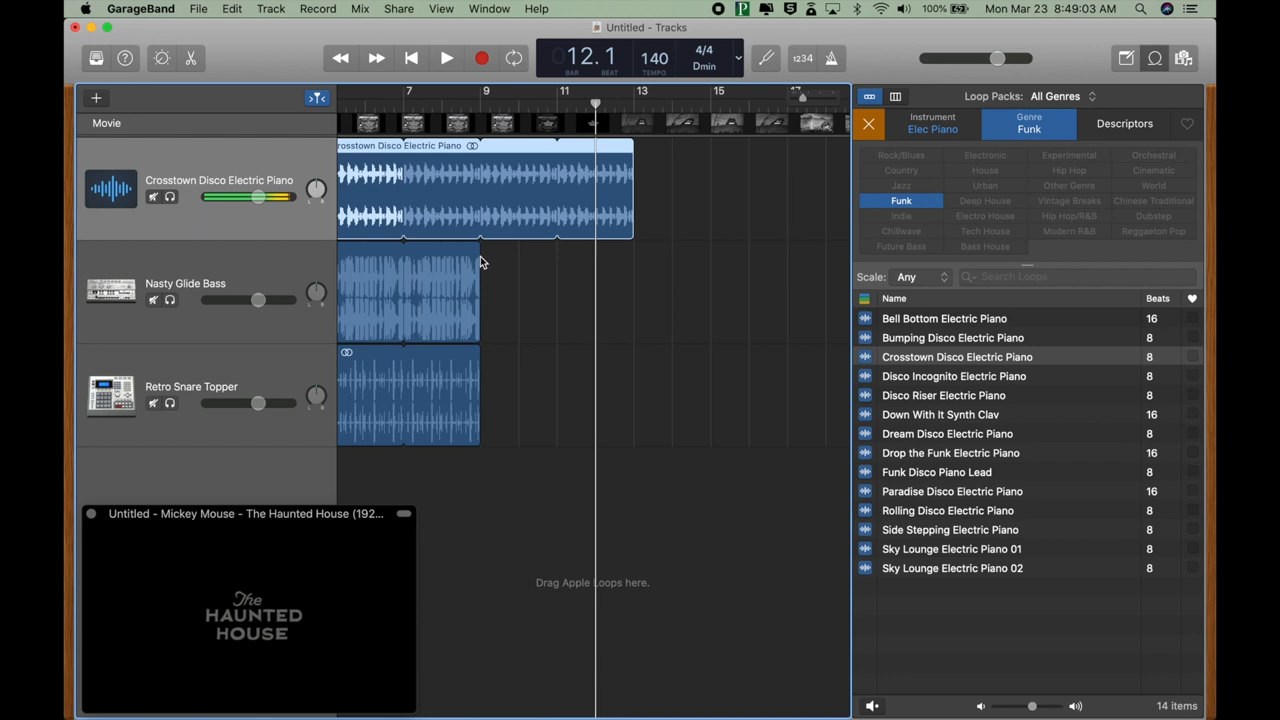 GarageBand File Edit Track Record Mix Share View Window Help 100% Mon Mar 23 8:49:03 AM
Untitled - Tracks
12.1 140 4/4 Dmin
BAR BEAT TEMPO
1234
7 9 11 13 15 17
Loop Packs: All Genres
Movie
Instrument Genre
Elec Piano Funk Descriptors
rosstown Disco Electric Piano
Crosstown Disco Electric Piano
L R
Nasty Glide Bass
L R
Retro Snare Topper
L R
Rock/Blues Electronic Experimental Orchestral
Country House Hip Hop Cinematic
Jazz Urban Other Genre World
Funk Deep House Vintage Breaks Chinese Traditional
Indie Electro House Hip Hop/R&B Dubstep
Chillwave Tech House Modern R&B Reggaeton Pop
Future Bass Bass House
Scale: Any Search Loops
Name Beats
Bell Bottom Electric Piano 16
Bumping Disco Electric Piano 8
Crosstown Disco Electric Piano 8
Disco Incognito Electric Piano 8
Disco Riser Electric Piano 8
Down With It Synth Clav 16
Dream Disco Electric Piano 8
Drop the Funk Electric Piano 16
Funk Disco Piano Lead 8
Paradise Disco Electric Piano 16
Rolling Disco Electric Piano 8
Side Stepping Electric Piano 8
Sky Lounge Electric Piano 01 8
Sky Lounge Electric Piano 02 8
Untitled - Mickey Mouse - The Haunted House (192...
The
HAUNTED
HOUSE
Drag Apple Loops here.
14 items